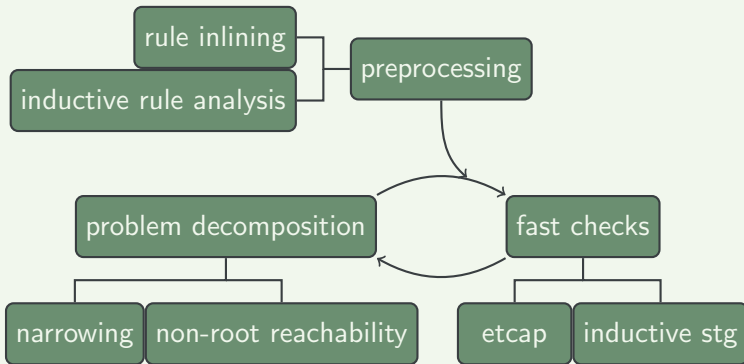 rule inlining
preprocessing
inductive rule analysis
problem decomposition
fast checks
narrowing
non-root reachability
etcap
inductive stg